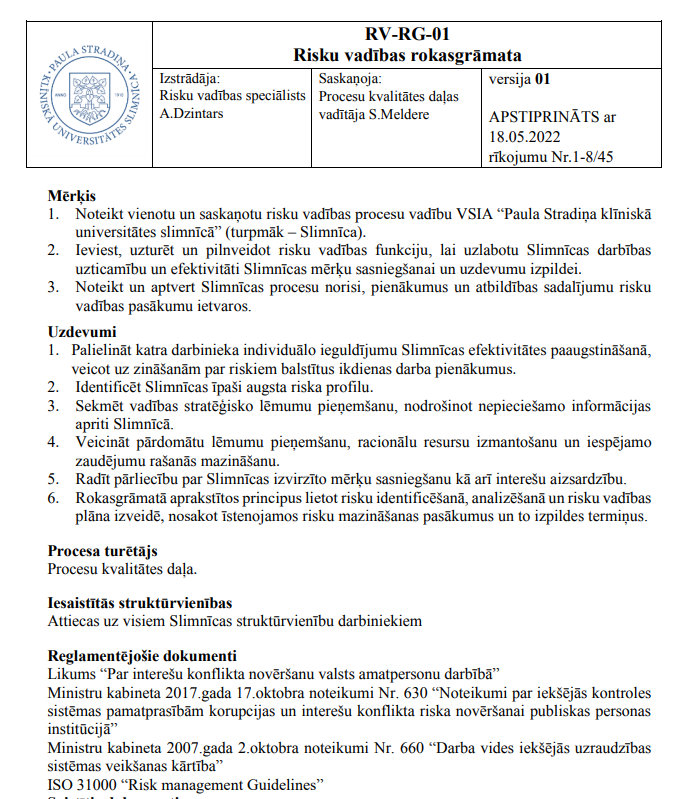 PAULA STRADIŅA
KLĪNISKĀ UNIVERSITĀTES SLIMNĪCA
ANNO 1910
RV-RG-01
Risku vadības rokasgrāmata
Izstrādāja:
Risku vadības speciālists
A.Dzintars
Saskaņoja:
Procesu kvalitātes daļas
vadītāja S.Meldere
versija 01
APSTIPRINĀTS ar
18.05.2022
rīkojumu Nr.1-8/45
Mērķis
1. Noteikt vienotu un saskaņotu risku vadības procesu vadību VSIA “Paula Stradiņa klīniskā
universitātes slimnīcā” (turpmāk – Slimnīca).
2. Ieviest, uzturēt un pilnveidot risku vadības funkciju, lai uzlabotu Slimnīcas darbības
uzticamību un efektivitāti Slimnīcas mērķu sasniegšanai un uzdevumu izpildei.
3. Noteikt un aptvert Slimnīcas procesu norisi, pienākumus un atbildības sadalījumu risku
vadības pasākumu ietvaros.
Uzdevumi
1. Palielināt katra darbinieka individuālo ieguldījumu Slimnīcas efektivitātes paaugstināšanā,
veicot uz zināšanām par riskiem balstītus ikdienas darba pienākumus.
2. Identificēt Slimnīcas īpaši augsta riska profilu.
3. Sekmēt vadības stratēģisko lēmumu pieņemšanu, nodrošinot nepieciešamo informācijas
apriti Slimnīcā.
4. Veicināt pārdomātu lēmumu pieņemšanu, racionālu resursu izmantošanu un iespējamo
zaudējumu rašanās mazināšanu.
5. Radīt pārliecību par Slimnīcas izvirzīto mērķu sasniegšanu kā arī interešu aizsardzību.
6. Rokasgrāmatā aprakstītos principus lietot risku identificēšanā, analizēšanā un risku vadības
plāna izveidē, nosakot īstenojamos risku mazināšanas pasākumus un to izpildes termiņus.
Procesa turētājs
Procesu kvalitātes daļa.
Iesaistītās struktūrvienības
Attiecas uz visiem Slimnīcas struktūrvienību darbiniekiem
Reglamentējošie dokumenti
Likums “Par interešu konflikta novēršanu valsts amatpersonu darbībā”
Ministru kabineta 2017.gada 17.oktobra noteikumi Nr. 630 “Noteikumi par iekšējās kontroles
sistēmas pamatprasībām korupcijas un interešu konflikta riska novēršanai publiskas personas
institūcijā”
Ministru kabineta 2007.gada 2.oktobra noteikumi Nr. 660 “Darba vides iekšējās uzraudzības
sistēmas veikšanas kārtība”
ISO 31000 “Risk management Guidelines”